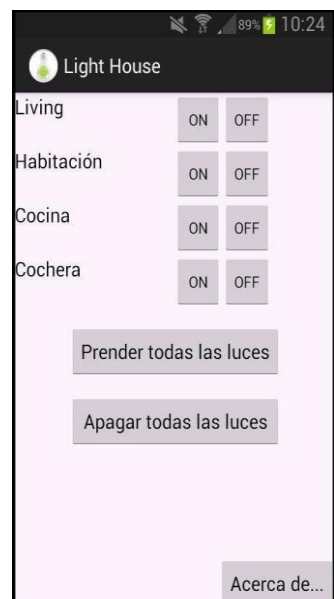 89% 10:24
Light House
Living ON OFF
Habitación ON OFF
Cocina ON OFF
Cochera ON OFF
Prender todas las luces
Apagar todas las luces
Acerca de...